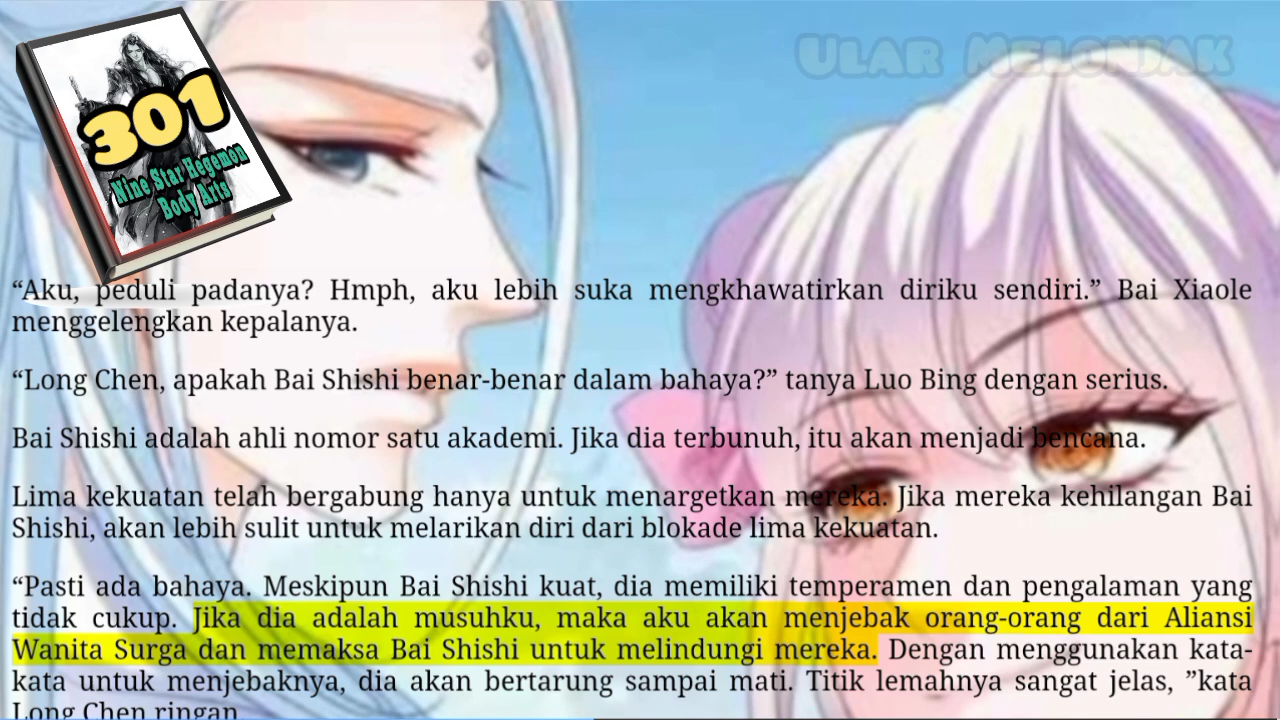 Ular Melonjak
301
Nine Star Hegemon
Body Arts
“Aku, peduli padanya? Hmph, aku lebih suka mengkhawatirkan diriku sendiri.” Bai Xiaole
menggelengkan kepalanya.
“Long Chen, apakah Bai Shishi benar-benar dalam bahaya?” tanya Luo Bing dengan serius.
Bai Shishi adalah ahli nomor satu akademi. Jika dia terbunuh, itu akan menjadi bencana.
Lima kekuatan telah bergabung hanya untuk menargetkan mereka. Jika mereka kehilangan Bai
Shishi, akan lebih sulit untuk melarikan diri dari blokade lima kekuatan.
“Pasti ada bahaya. Meskipun Bai Shishi kuat, dia memiliki temperamen dan pengalaman yang
tidak cukup. Jika dia adalah musuhku, maka aku akan menjebak orang-orang dari Aliansi
Wanita Surga dan memaksa Bai Shishi untuk melindungi mereka. Dengan menggunakan kata-
kata untuk menjebaknya, dia akan bertarung sampai mati. Titik lemahnya sangat jelas, ”kata
Long Chen ringan